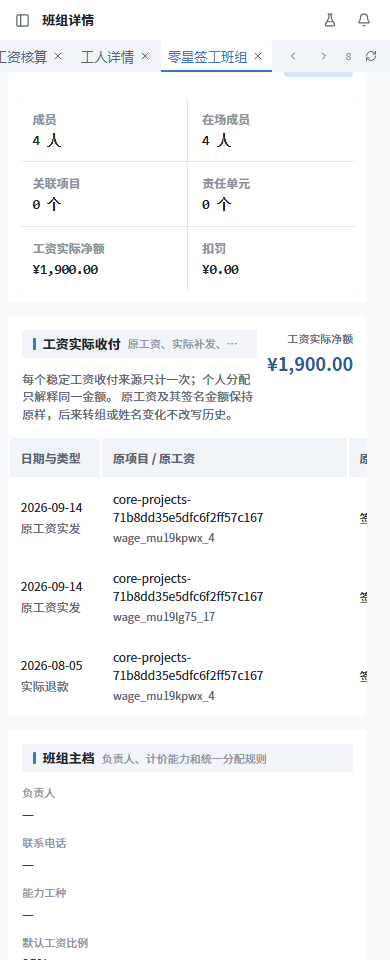 班组详情
工资核算
工人详情
零星签工班组
8
成员
4 人
在场成员
4 人
关联项目
0 个
责任单元
0 个
工资实际净额
¥1,900.00
扣罚
¥0.00
工资实际收付 原工资、实际补发、…
工资实际净额
¥1,900.00
每个稳定工资收付来源只计一次；个人分配
只解释同一金额。 原工资及其签名金额保持
原样，后来转组或姓名变化不改写历史。
日期与类型
原项目 / 原工资
2026-09-14
原工资实发
core-projects-
71b8dd35e5dfc6f2ff57c167
wage_mu19kpwx_4
2026-09-14
原工资实发
core-projects-
71b8dd35e5dfc6f2ff57c167
wage_mu19lg75_17
2026-08-05
实际退款
core-projects-
71b8dd35e5dfc6f2ff57c167
wage_mu19kpwx_4
班组主档 负责人、计价能力和统一分配规则
负责人
—
联系电话
—
能力工种
—
默认工资比例